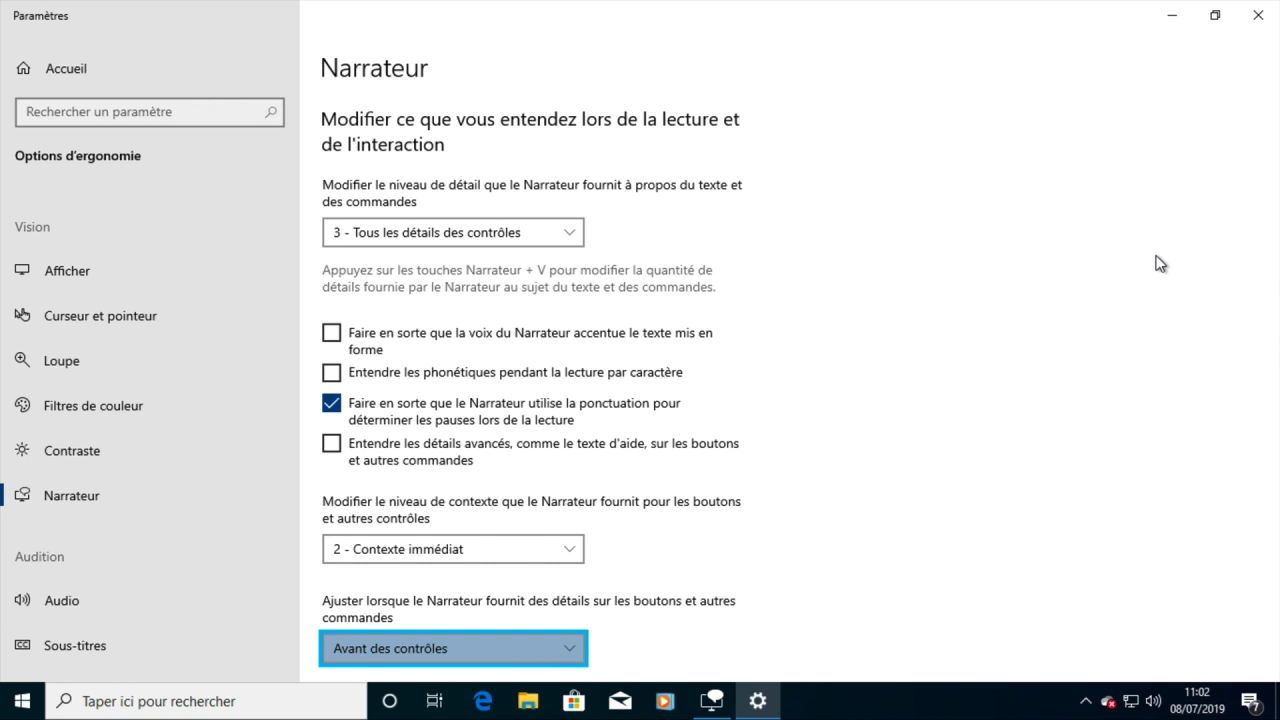 Paramètres
Accueil
Rechercher un paramètre
Options d'ergonomie
Vision
Afficher
Curseur et pointeur
Loupe
Filtres de couleur
Contraste
Narrateur
Audition
Audio
Sous-titres
Narrateur
Modifier ce que vous entendez lors de la lecture et
de l'interaction
Modifier le niveau de détail que le Narrateur fournit à propos du texte et
des commandes
3 - Tous les détails des contrôles
Appuyez sur les touches Narrateur + V pour modifier la quantité de
détails fournie par le Narrateur au sujet du texte et des commandes.
Faire en sorte que la voix du Narrateur accentue le texte mis en
forme
Entendre les phonétiques pendant la lecture par caractère
Faire en sorte que le Narrateur utilise la ponctuation pour
déterminer les pauses lors de la lecture
Entendre les détails avancés, comme le texte d'aide, sur les boutons
et autres commandes
Modifier le niveau de contexte que le Narrateur fournit pour les boutons
et autres contrôles
2 - Contexte immédiat
Ajuster lorsque le Narrateur fournit des détails sur les boutons et autres
commandes
Avant des contrôles
Taper ici pour rechercher
11:02
08/07/2019
7